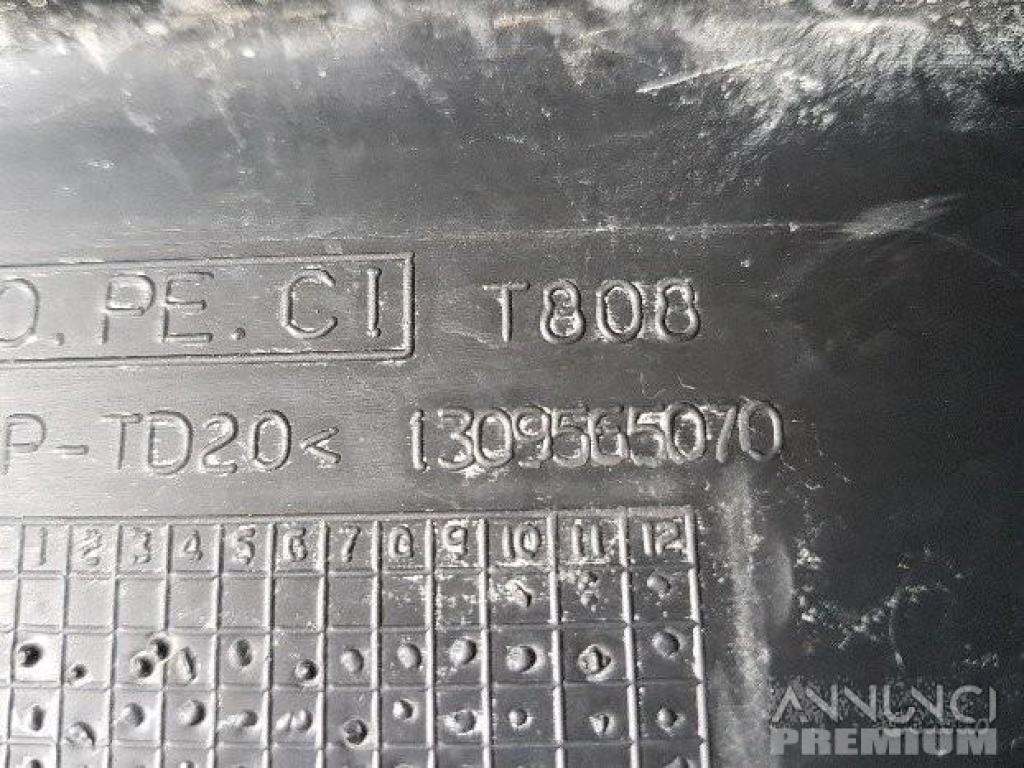 O.PE.CI T808
P-TD20< 1309565070
1 2 3 4 5 6 7 8 9 10 11 12
ANNUNCI
PREMIUM